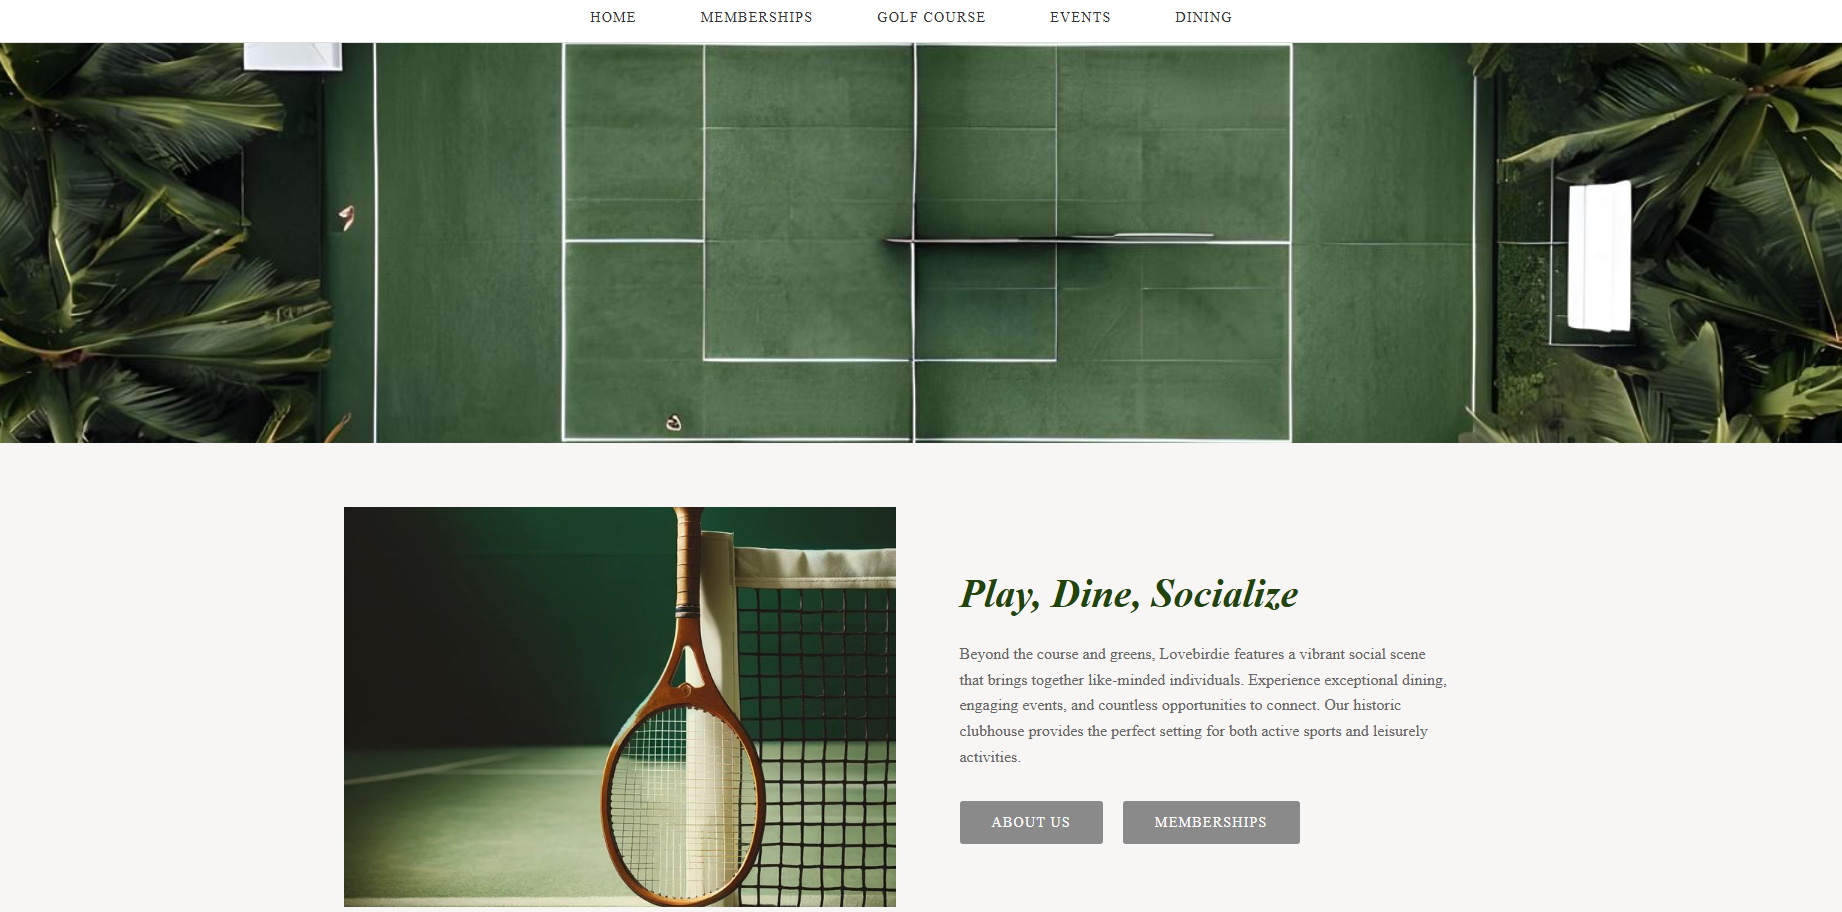 HOME MEMBERSHIPS GOLF COURSE EVENTS DINING
Play, Dine, Socialize
Beyond the course and greens, Lovebirdie features a vibrant social scene
that brings together like-minded individuals. Experience exceptional dining,
engaging events, and countless opportunities to connect. Our historic
clubhouse provides the perfect setting for both active sports and leisurely
activities.
ABOUT US MEMBERSHIPS